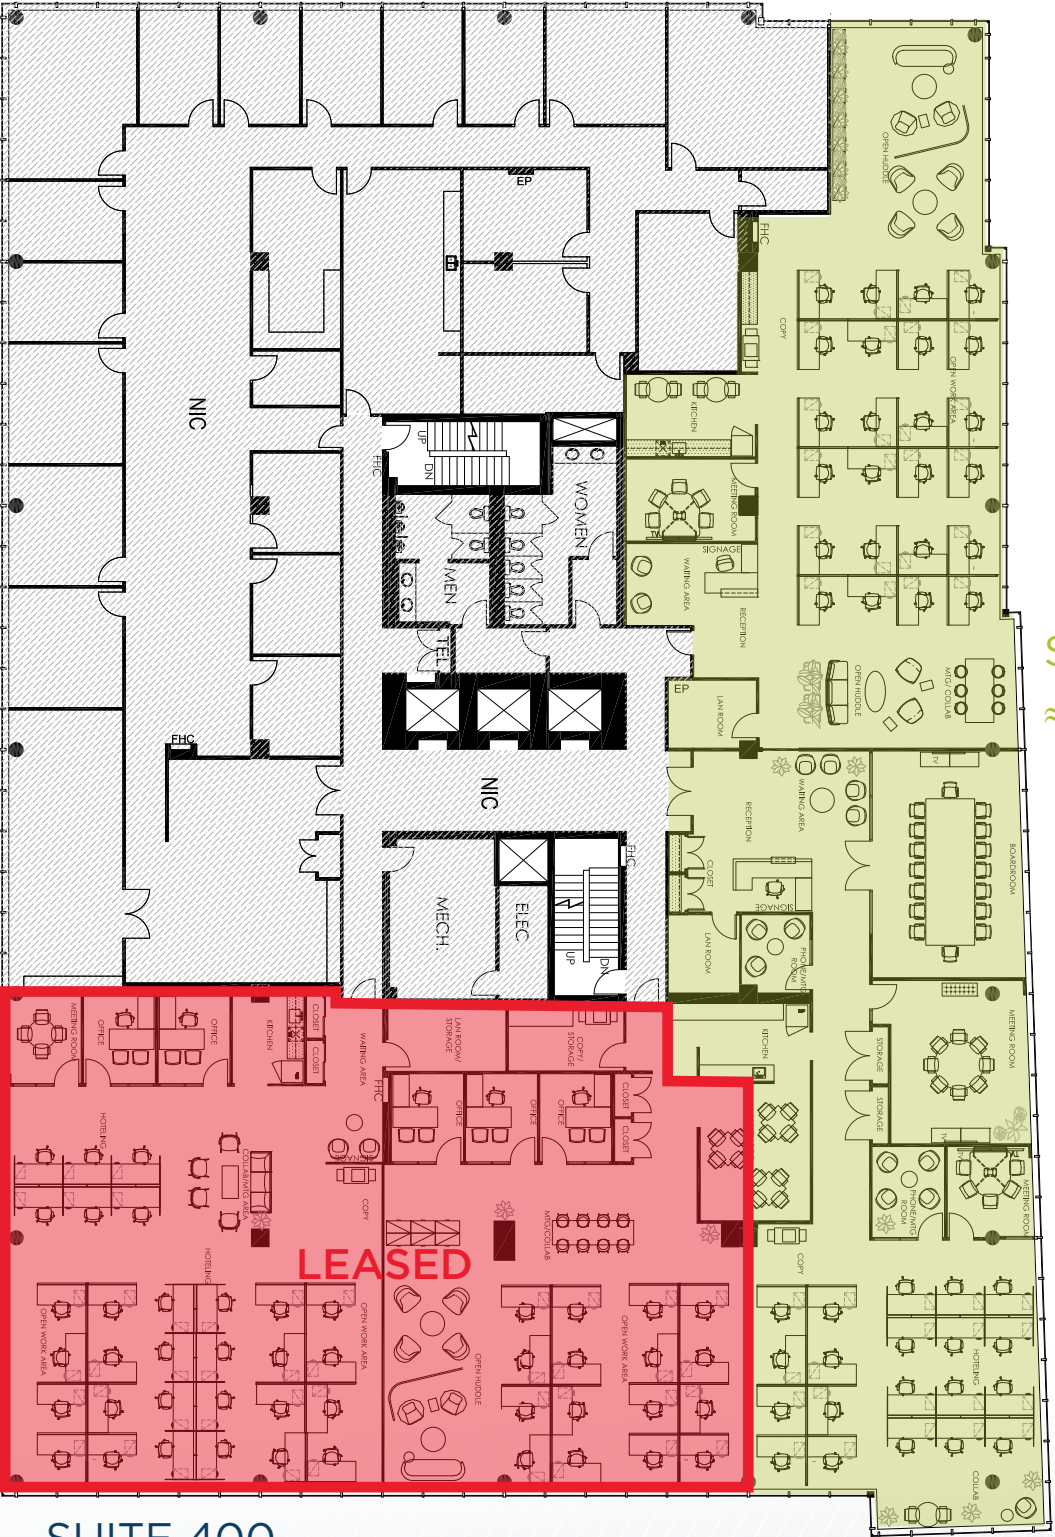 OPEN HUDDLE
EP
FHC
COPY
OPEN WORK AREA
NIC
KITCHEN
UP
DN
FHC
MEETING ROOM
WOMEN
TV
SIGNAGE
MEN
WAITING AREA
RECEPTION
TEL
EP
LAN ROOM
OPEN HUDDLE
MTG/ COLLAB
FHC
TV
NIC
WAITING AREA
RECEPTION
BOARDROOM
FHC
CLOSET
SIGNAGE
MECH.
ELEC
UP
DN
LAN ROOM
PHONE/MTG
ROOM
MEETING ROOM
OFFICE
OFFICE
KITCHEN
CLOSET
CLOSET
WAITING AREA
LAN ROOM/
STORAGE
COPY/
STORAGE
KITCHEN
STORAGE
MEETING ROOM
FHC
OFFICE
OFFICE
OFFICE
CLOSET
CLOSET
STORAGE
TV
HOTELING
COLLAB/MTG AREA
SIGNAGE
TV
TV
PHONE/MTG
ROOM
MEETING ROOM
COPY
MTG/COLLAB
COPY
HOTELING
LEASED
OPEN WORK AREA
OPEN WORK AREA
OPEN HUDDLE
OPEN WORK AREA
HOTELING
COLLAB
SUITE 400